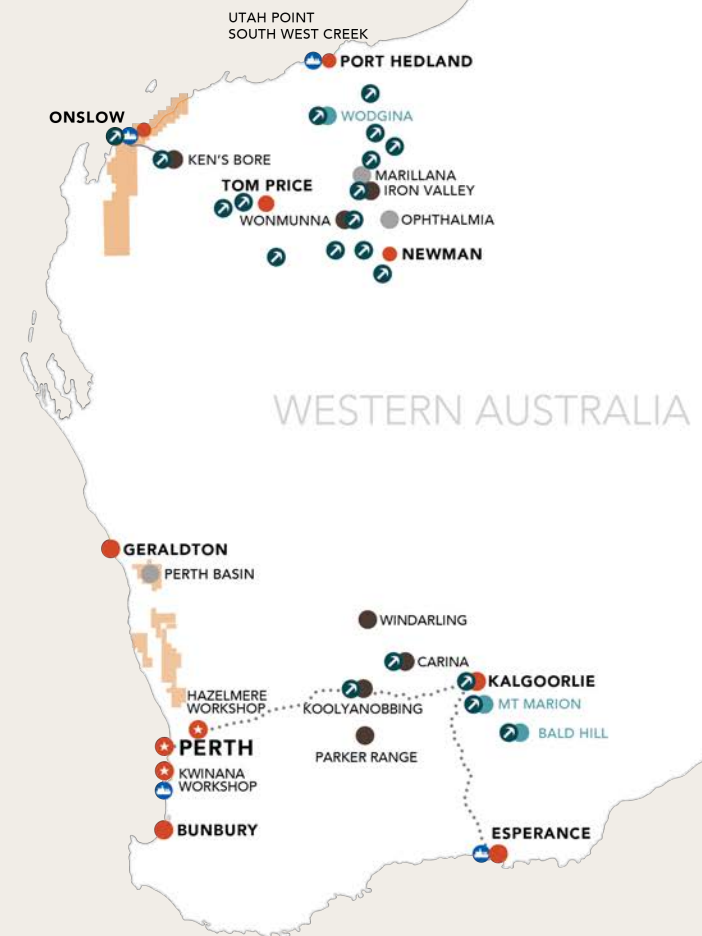 UTAH POINT
SOUTH WEST CREEK
PORT HEDLAND
ONSLOW
WODGINA
KEN'S BORE
MARILLANA
TOM PRICE
IRON VALLEY
WONMUNNA
OPHTHALMIA
NEWMAN
WESTERN AUSTRALIA
GERALDTON
PERTH BASIN
WINDARLING
CARINA
KALGOORLIE
HAZELMERE
WORKSHOP
KOOLYANOBBING
MT MARION
BALD HILL
PERTH
PARKER RANGE
KWINANA
WORKSHOP
BUNBURY
ESPERANCE